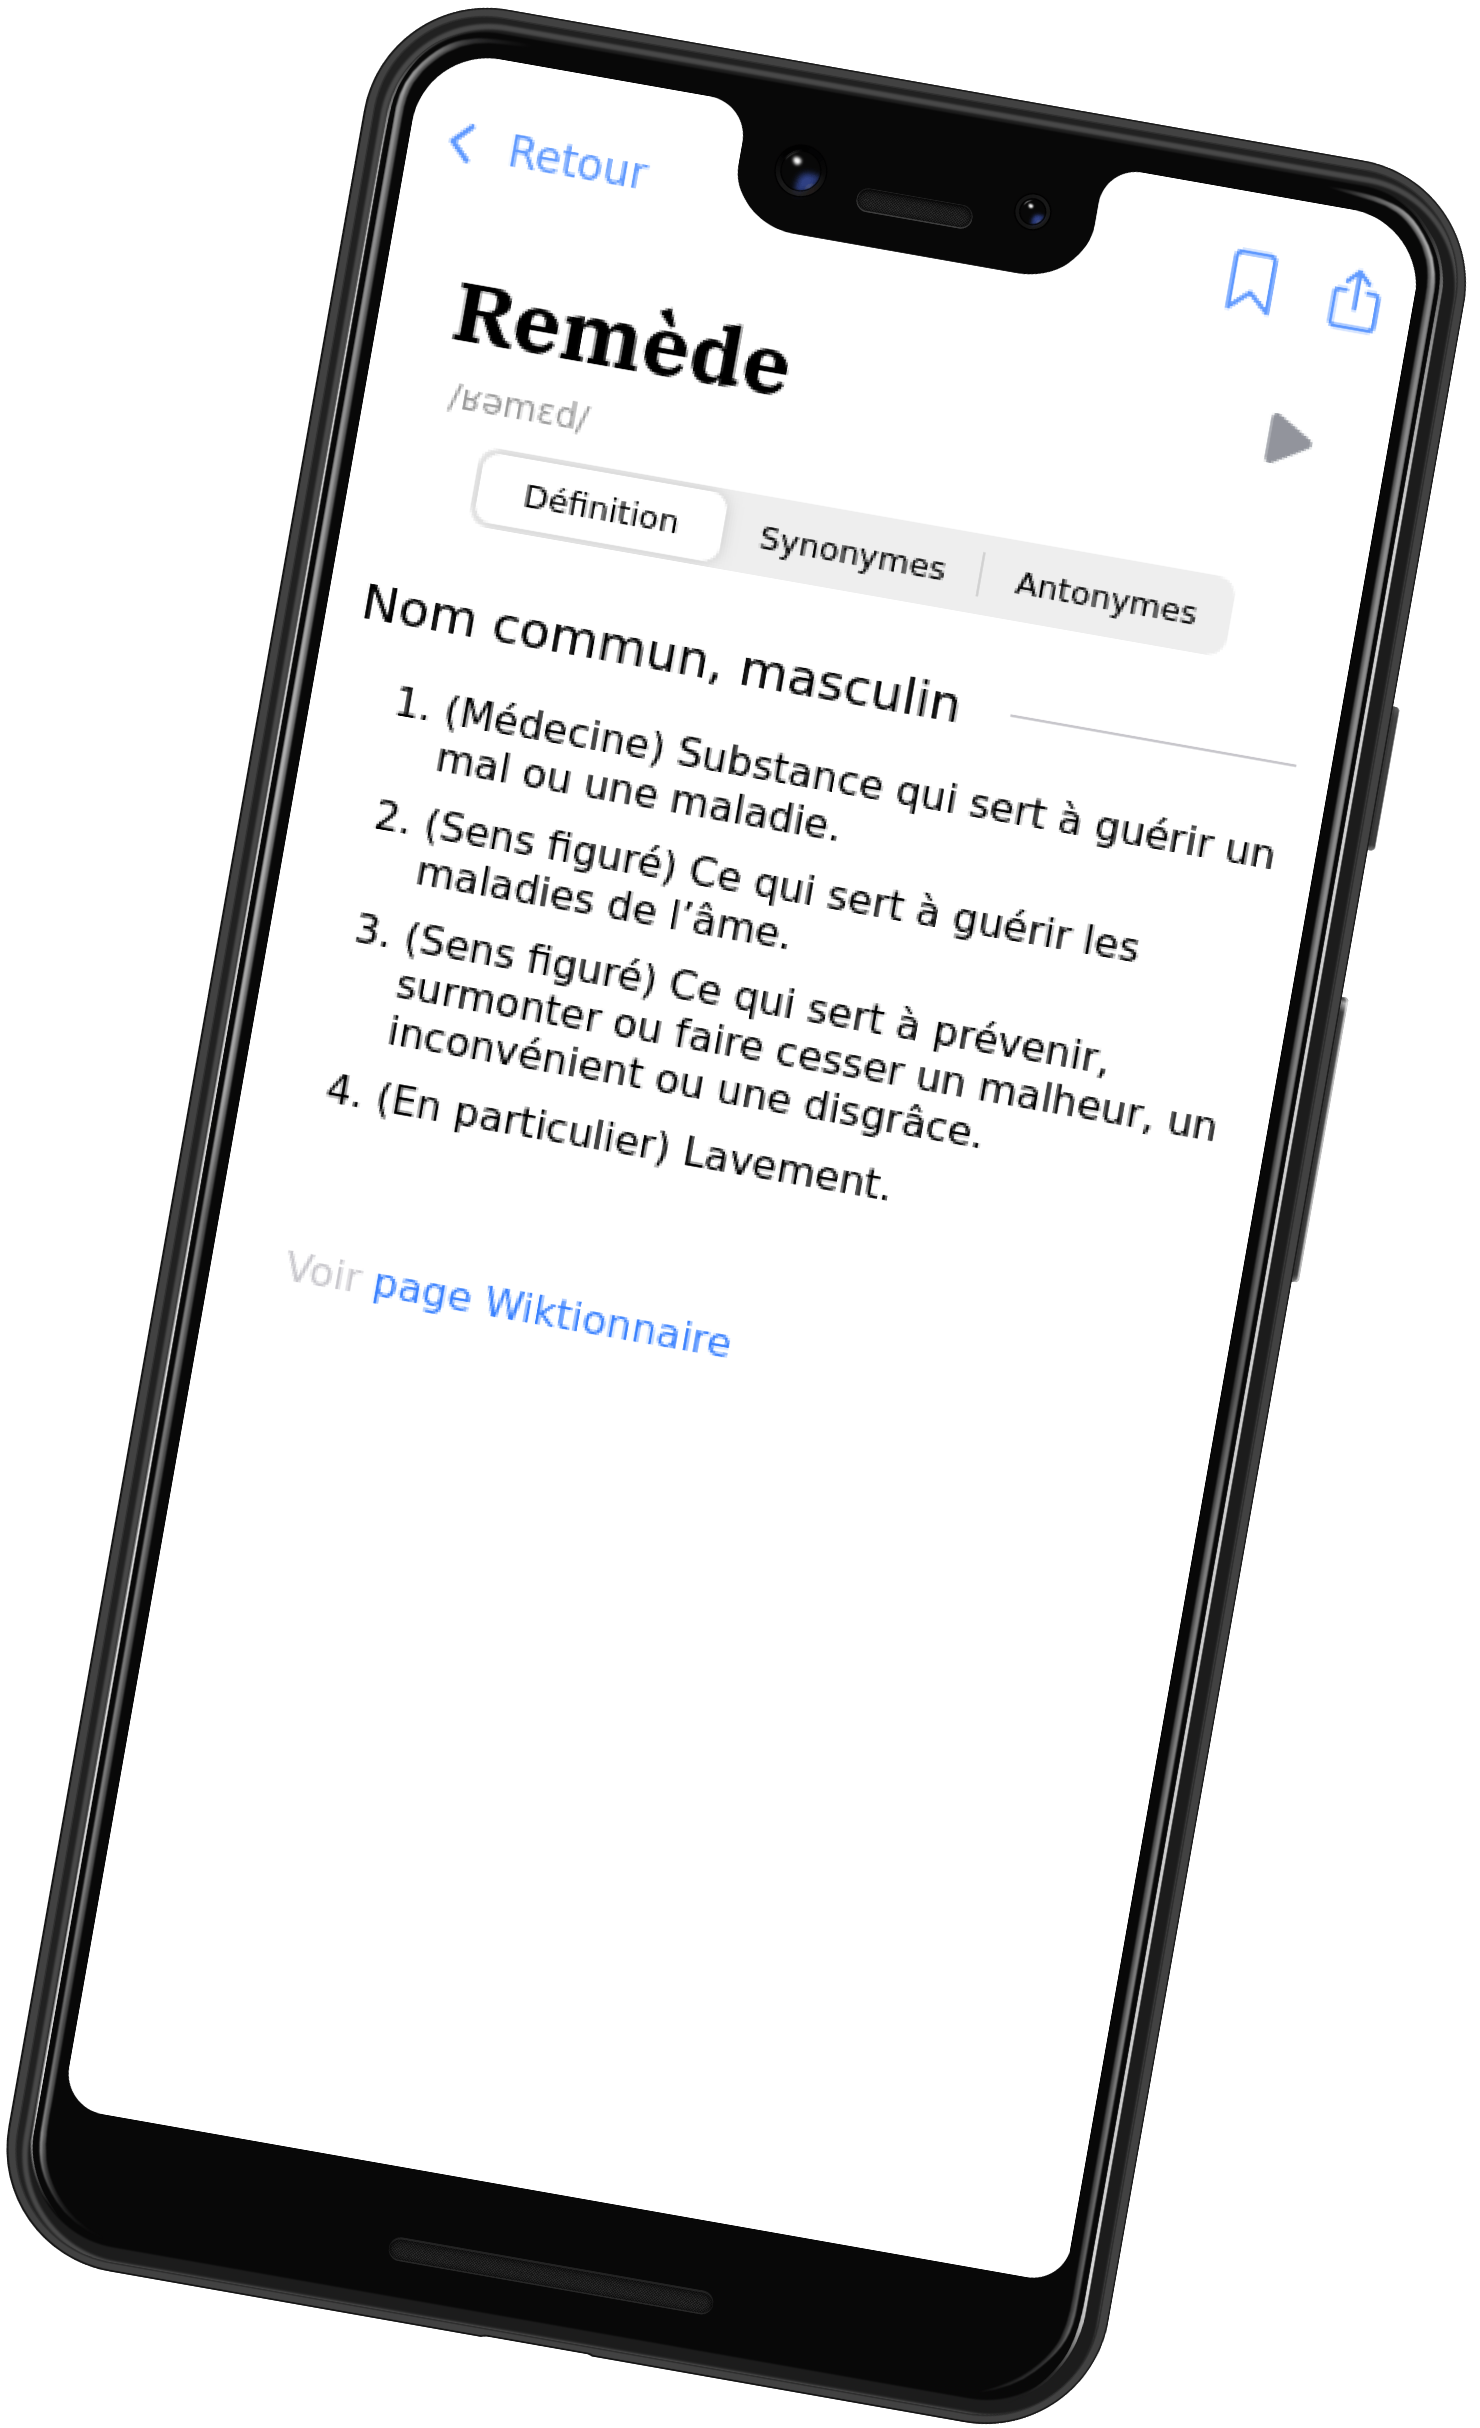 Retour
Remède
/ʁəmɛd/
Définition Synonymes Antonymes
Nom commun, masculin
1. (Médecine) Substance qui sert à guérir un
mal ou une maladie.
2. (Sens figuré) Ce qui sert à guérir les
maladies de l’âme.
3. (Sens figuré) Ce qui sert à prévenir,
surmonter ou faire cesser un malheur, un
inconvénient ou une disgrâce.
4. (En particulier) Lavement.
Voir page Wiktionnaire